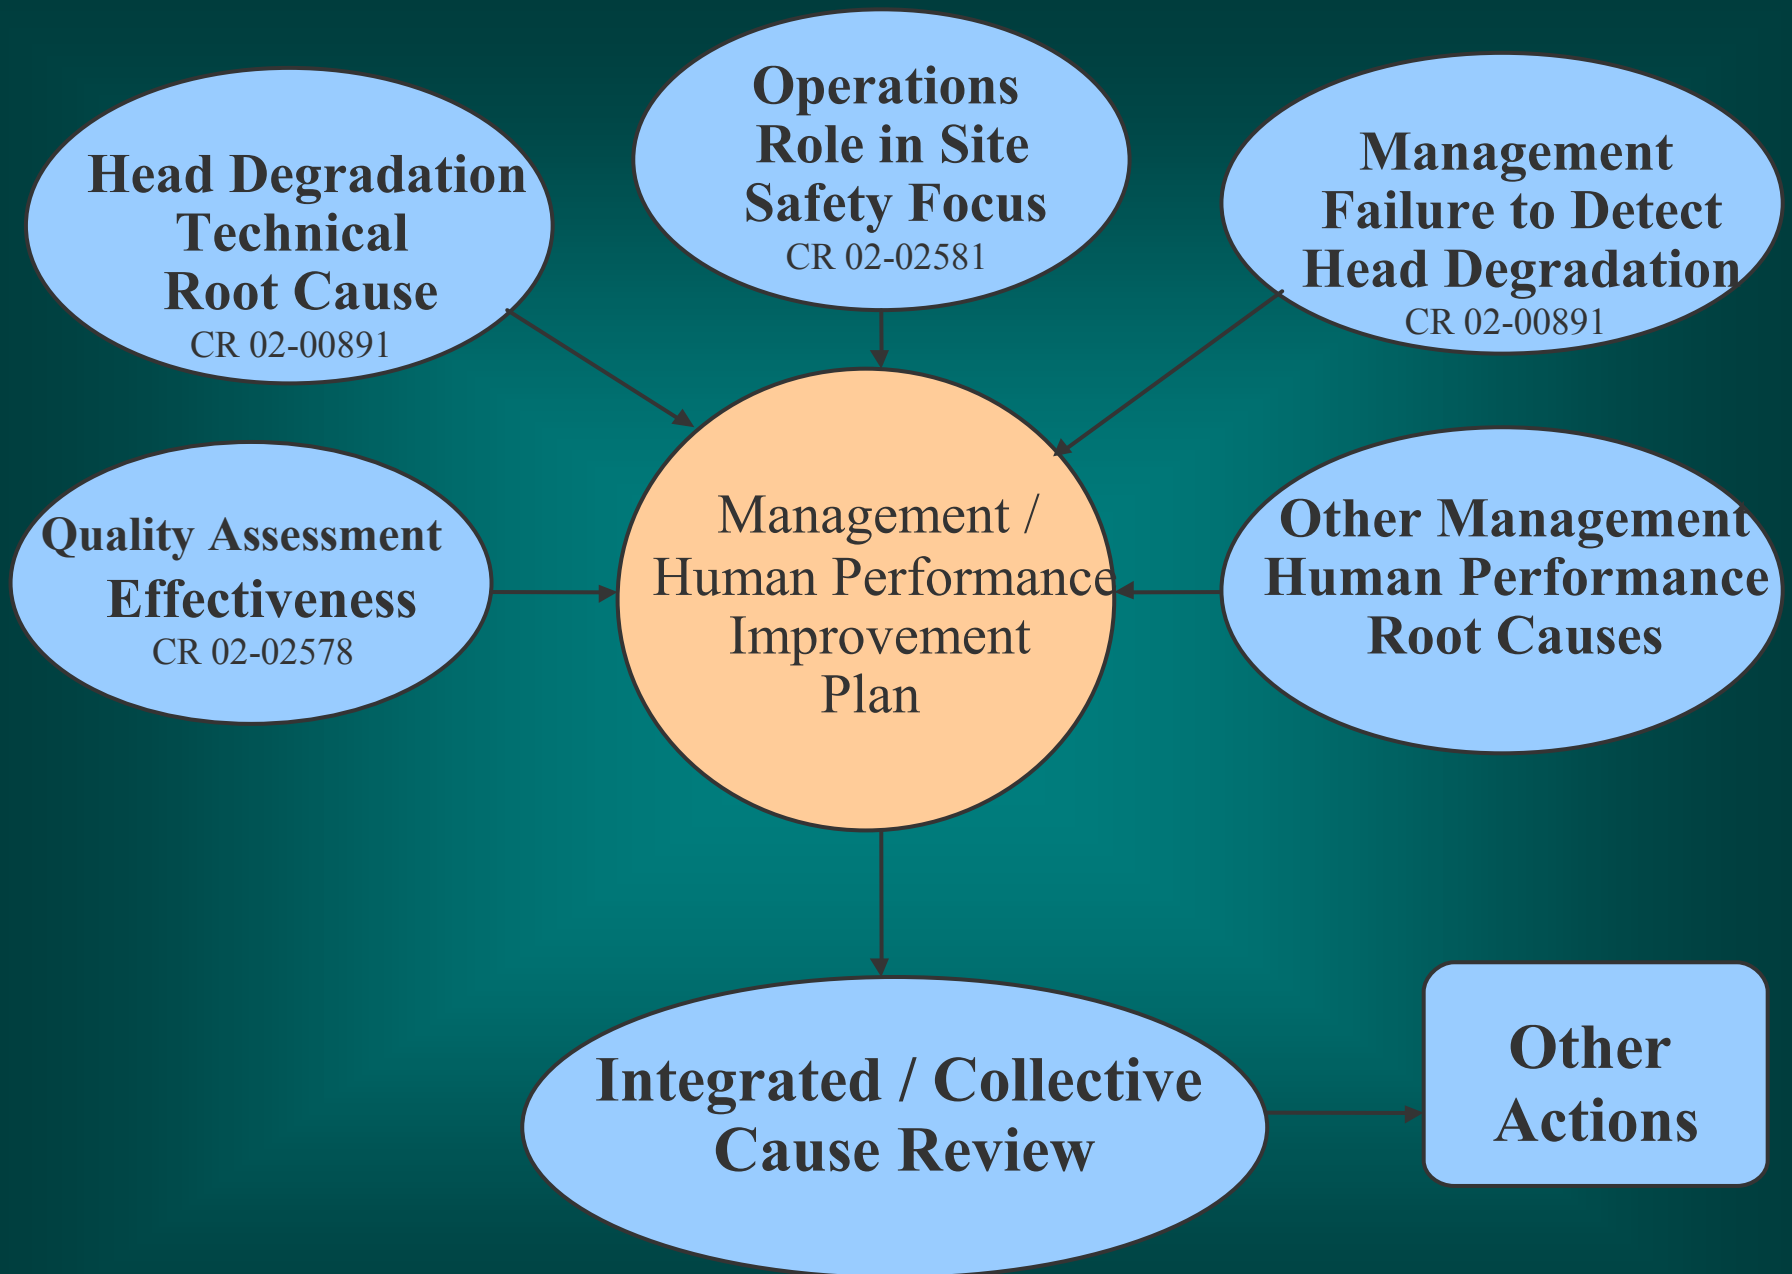 Head Degradation
Technical
Root Cause
CR 02-00891
Operations
Role in Site
Safety Focus
CR 02-02581
Management
Failure to Detect
Head Degradation
CR 02-00891
Quality Assessment
Effectiveness
CR 02-02578
Management /
Human Performance
Improvement
Plan
Other Management
Human Performance
Root Causes
Integrated / Collective
Cause Review
Other
Actions